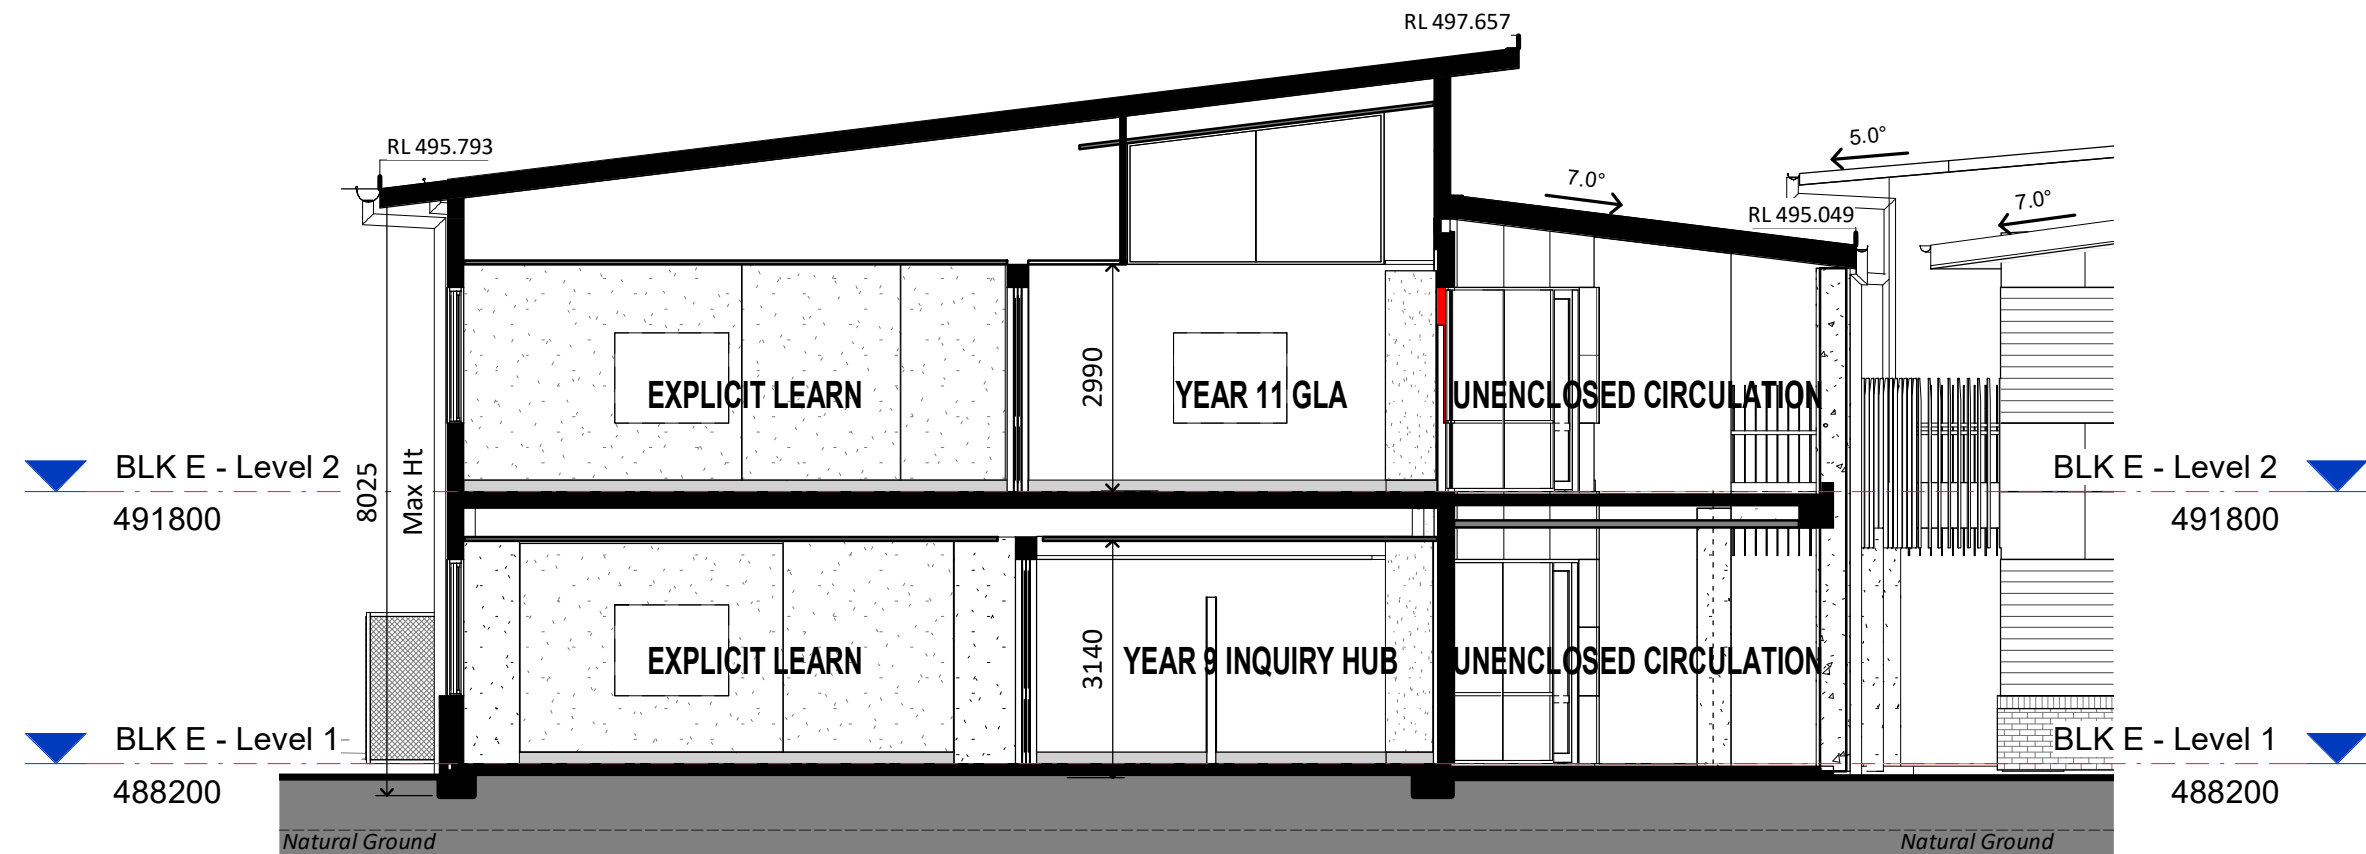 RL 497.657
RL 495.793
5.0°
7.0°
7.0°
RL 495.049
2990
EXPLICIT LEARN
YEAR 11 GLA
UNENCLOSED CIRCULATION
BLK E - Level 2
491800
8025
Max Ht
BLK E - Level 2
491800
3140
EXPLICIT LEARN
YEAR 9 INQUIRY HUB
UNENCLOSED CIRCULATION
BLK E - Level 1
488200
BLK E - Level 1
488200
Natural Ground
Natural Ground